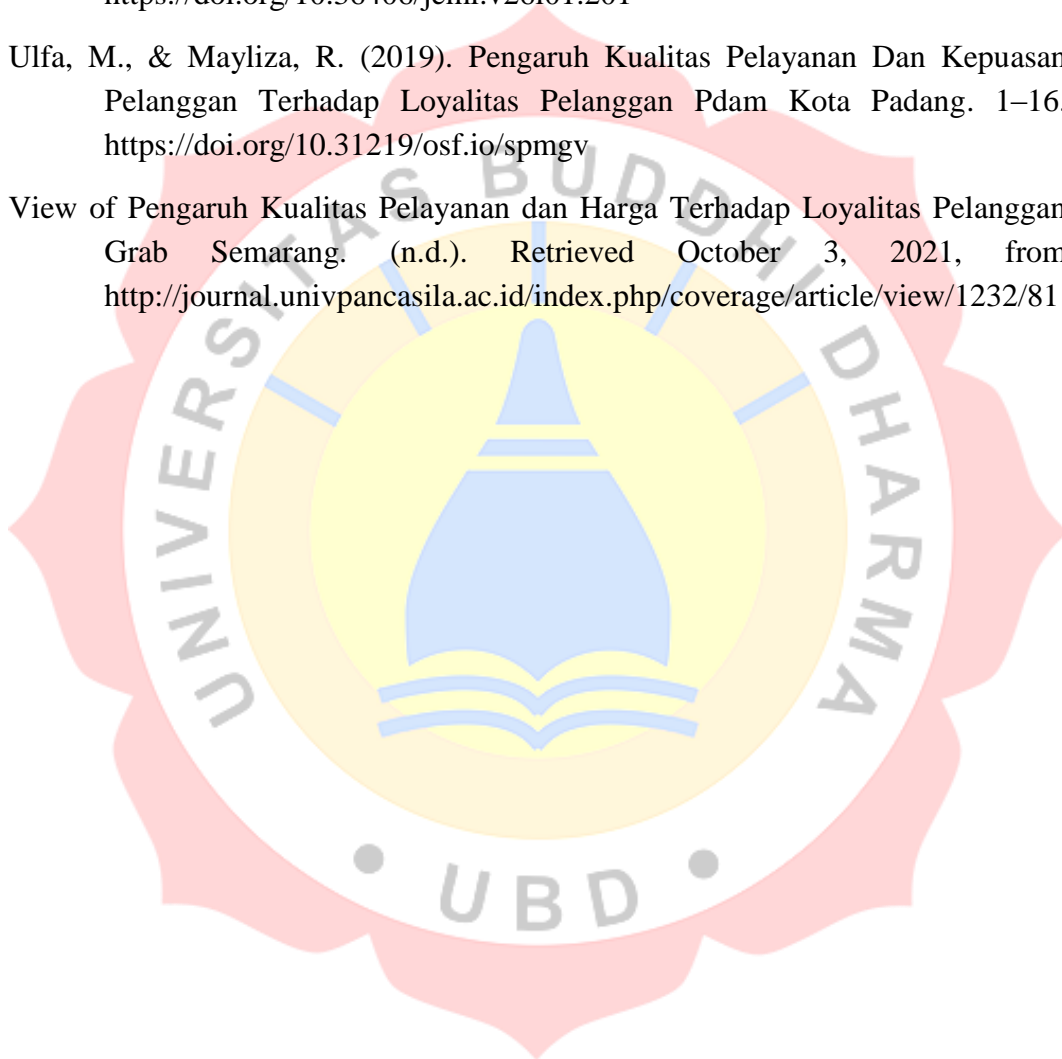 https://doi.org/10.36406/jemi.v28i01.261
Ulfa, M., & Mayliza, R. (2019). Pengaruh Kualitas Pelayanan Dan Kepuasan
Pelanggan Terhadap Loyalitas Pelanggan Pdam Kota Padang. 1–16.
https://doi.org/10.31219/osf.io/spmgv
View of Pengaruh Kualitas Pelayanan dan Harga Terhadap Loyalitas Pelanggan
Grab Semarang. (n.d.). Retrieved October 3, 2021, from
http://journal.univpancasila.ac.id/index.php/coverage/article/view/1232/81
UNIVERSITAS BUDDHI DHARMA
• UBD •